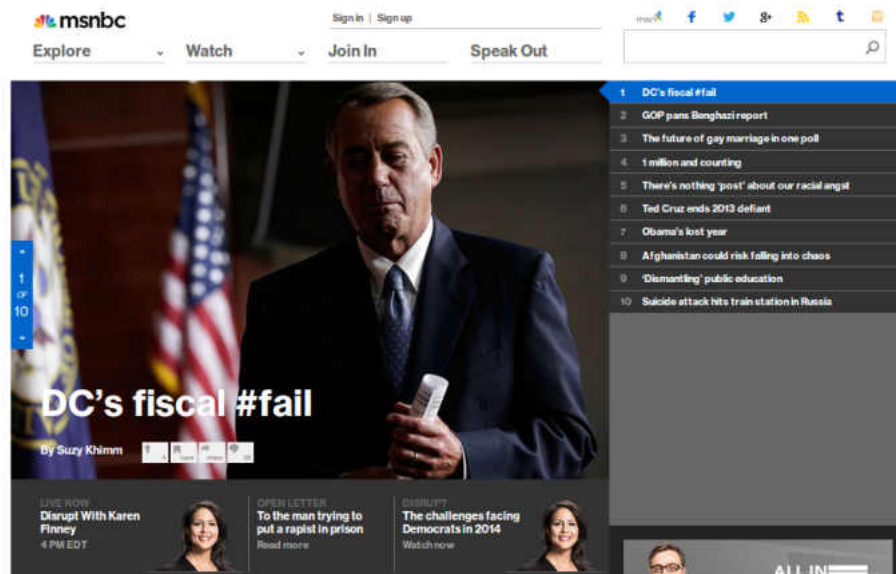 msnbc
Sign in | Sign up
Explore
Watch
Join In
Speak Out
1 DC's fiscal #fail
2 GOP pans Benghazi report
3 The future of gay marriage in one poll
4 1 million and counting
5 There's nothing 'post' about our racial angst
6 Ted Cruz ends 2013 defiant
7 Obama's lost year
8 Afghanistan could risk falling into chaos
9 'Dismantling' public education
10 Suicide attack hits train station in Russia
1
OF
10
DC's fiscal #fail
By Suzy Khimm
LIVE NOW
Disrupt With Karen
Finney
4 PM EDT
OPEN LETTER
To the man trying to
put a rapist in prison
Read more
DISRUPT
The challenges facing
Democrats in 2014
Watch now
ALL IN